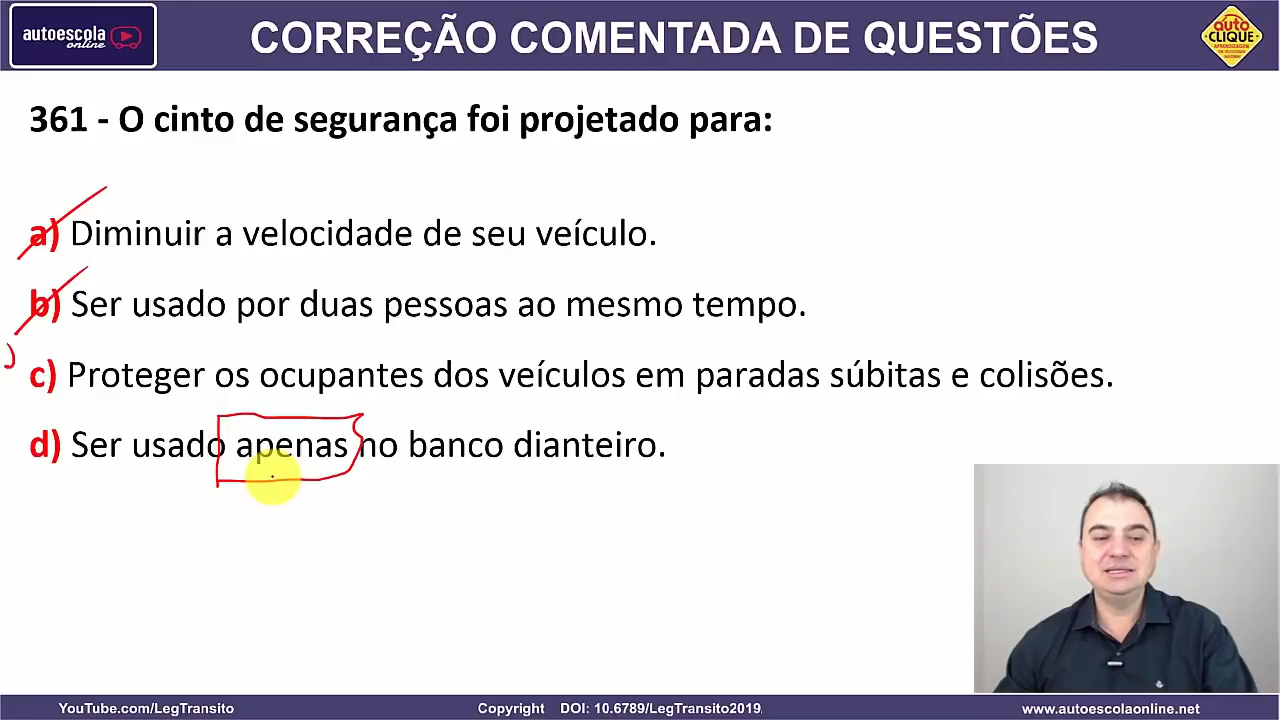 autoescola
online
CORREÇÃO COMENTADA DE QUESTÕES
auto
CLIQUE
361 - O cinto de segurança foi projetado para:
a) Diminuir a velocidade de seu veículo.
b) Ser usado por duas pessoas ao mesmo tempo.
c) Proteger os ocupantes dos veículos em paradas súbitas e colisões.
d) Ser usado apenas no banco dianteiro.
YouTube.com/LegTransito
Copyright DOI: 10.6789/LegTransito2019
www.autoescolaonline.net